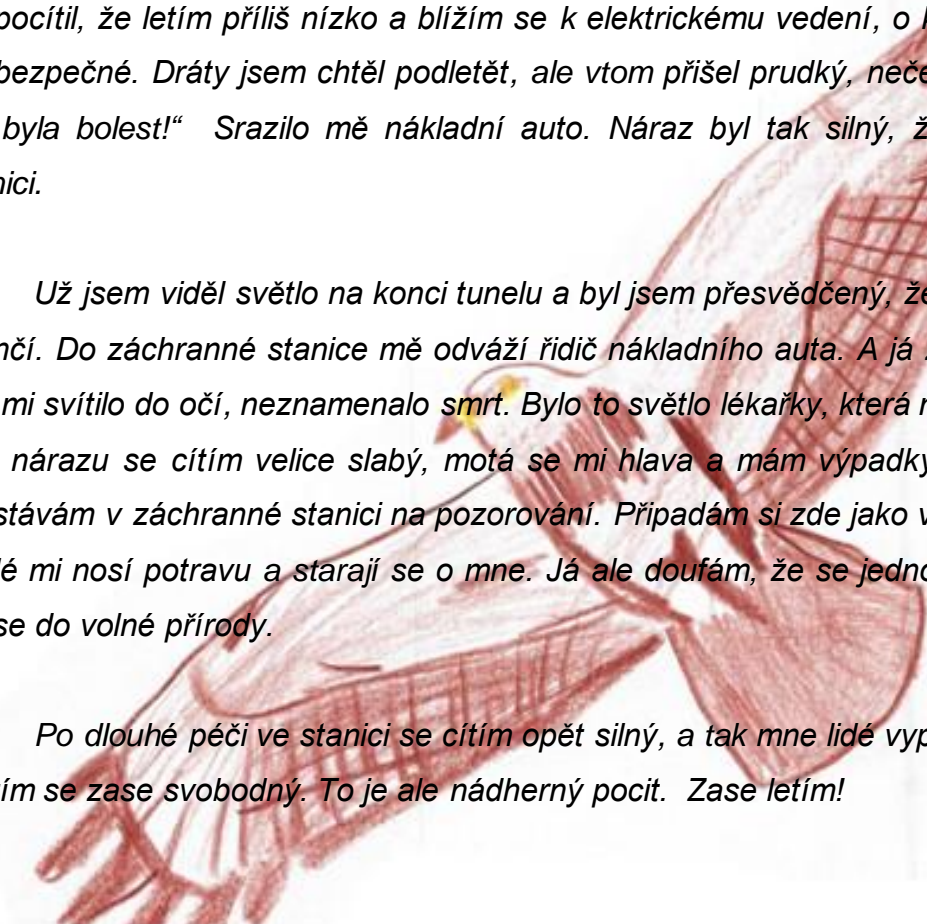 pocítil, že letím příliš nízko a blížím se k elektrickému vedení, o
bezpečné. Dráty jsem chtěl podletět, ale vtom přišel prudký, neče
byla bolest!“ Srazilo mě nákladní auto. Náraz byl tak silný, ž
nici.
Už jsem viděl světlo na konci tunelu a byl jsem přesvědčený, že
nčí. Do záchranné stanice mě odváží řidič nákladního auta. A já
mi svítilo do očí, neznamenalo smrt. Bylo to světlo lékařky, která
nárazu se cítím velice slabý, motá se mi hlava a mám výpadky
stávám v záchranné stanici na pozorování. Připadám si zde jako v
é mi nosí potravu a starají se o mne. Já ale doufám, že se jedno
se do volné přírody.
Po dlouhé péči ve stanici se cítím opět silný, a tak mne lidé vyp
ím se zase svobodný. To je ale nádherný pocit. Zase letím!